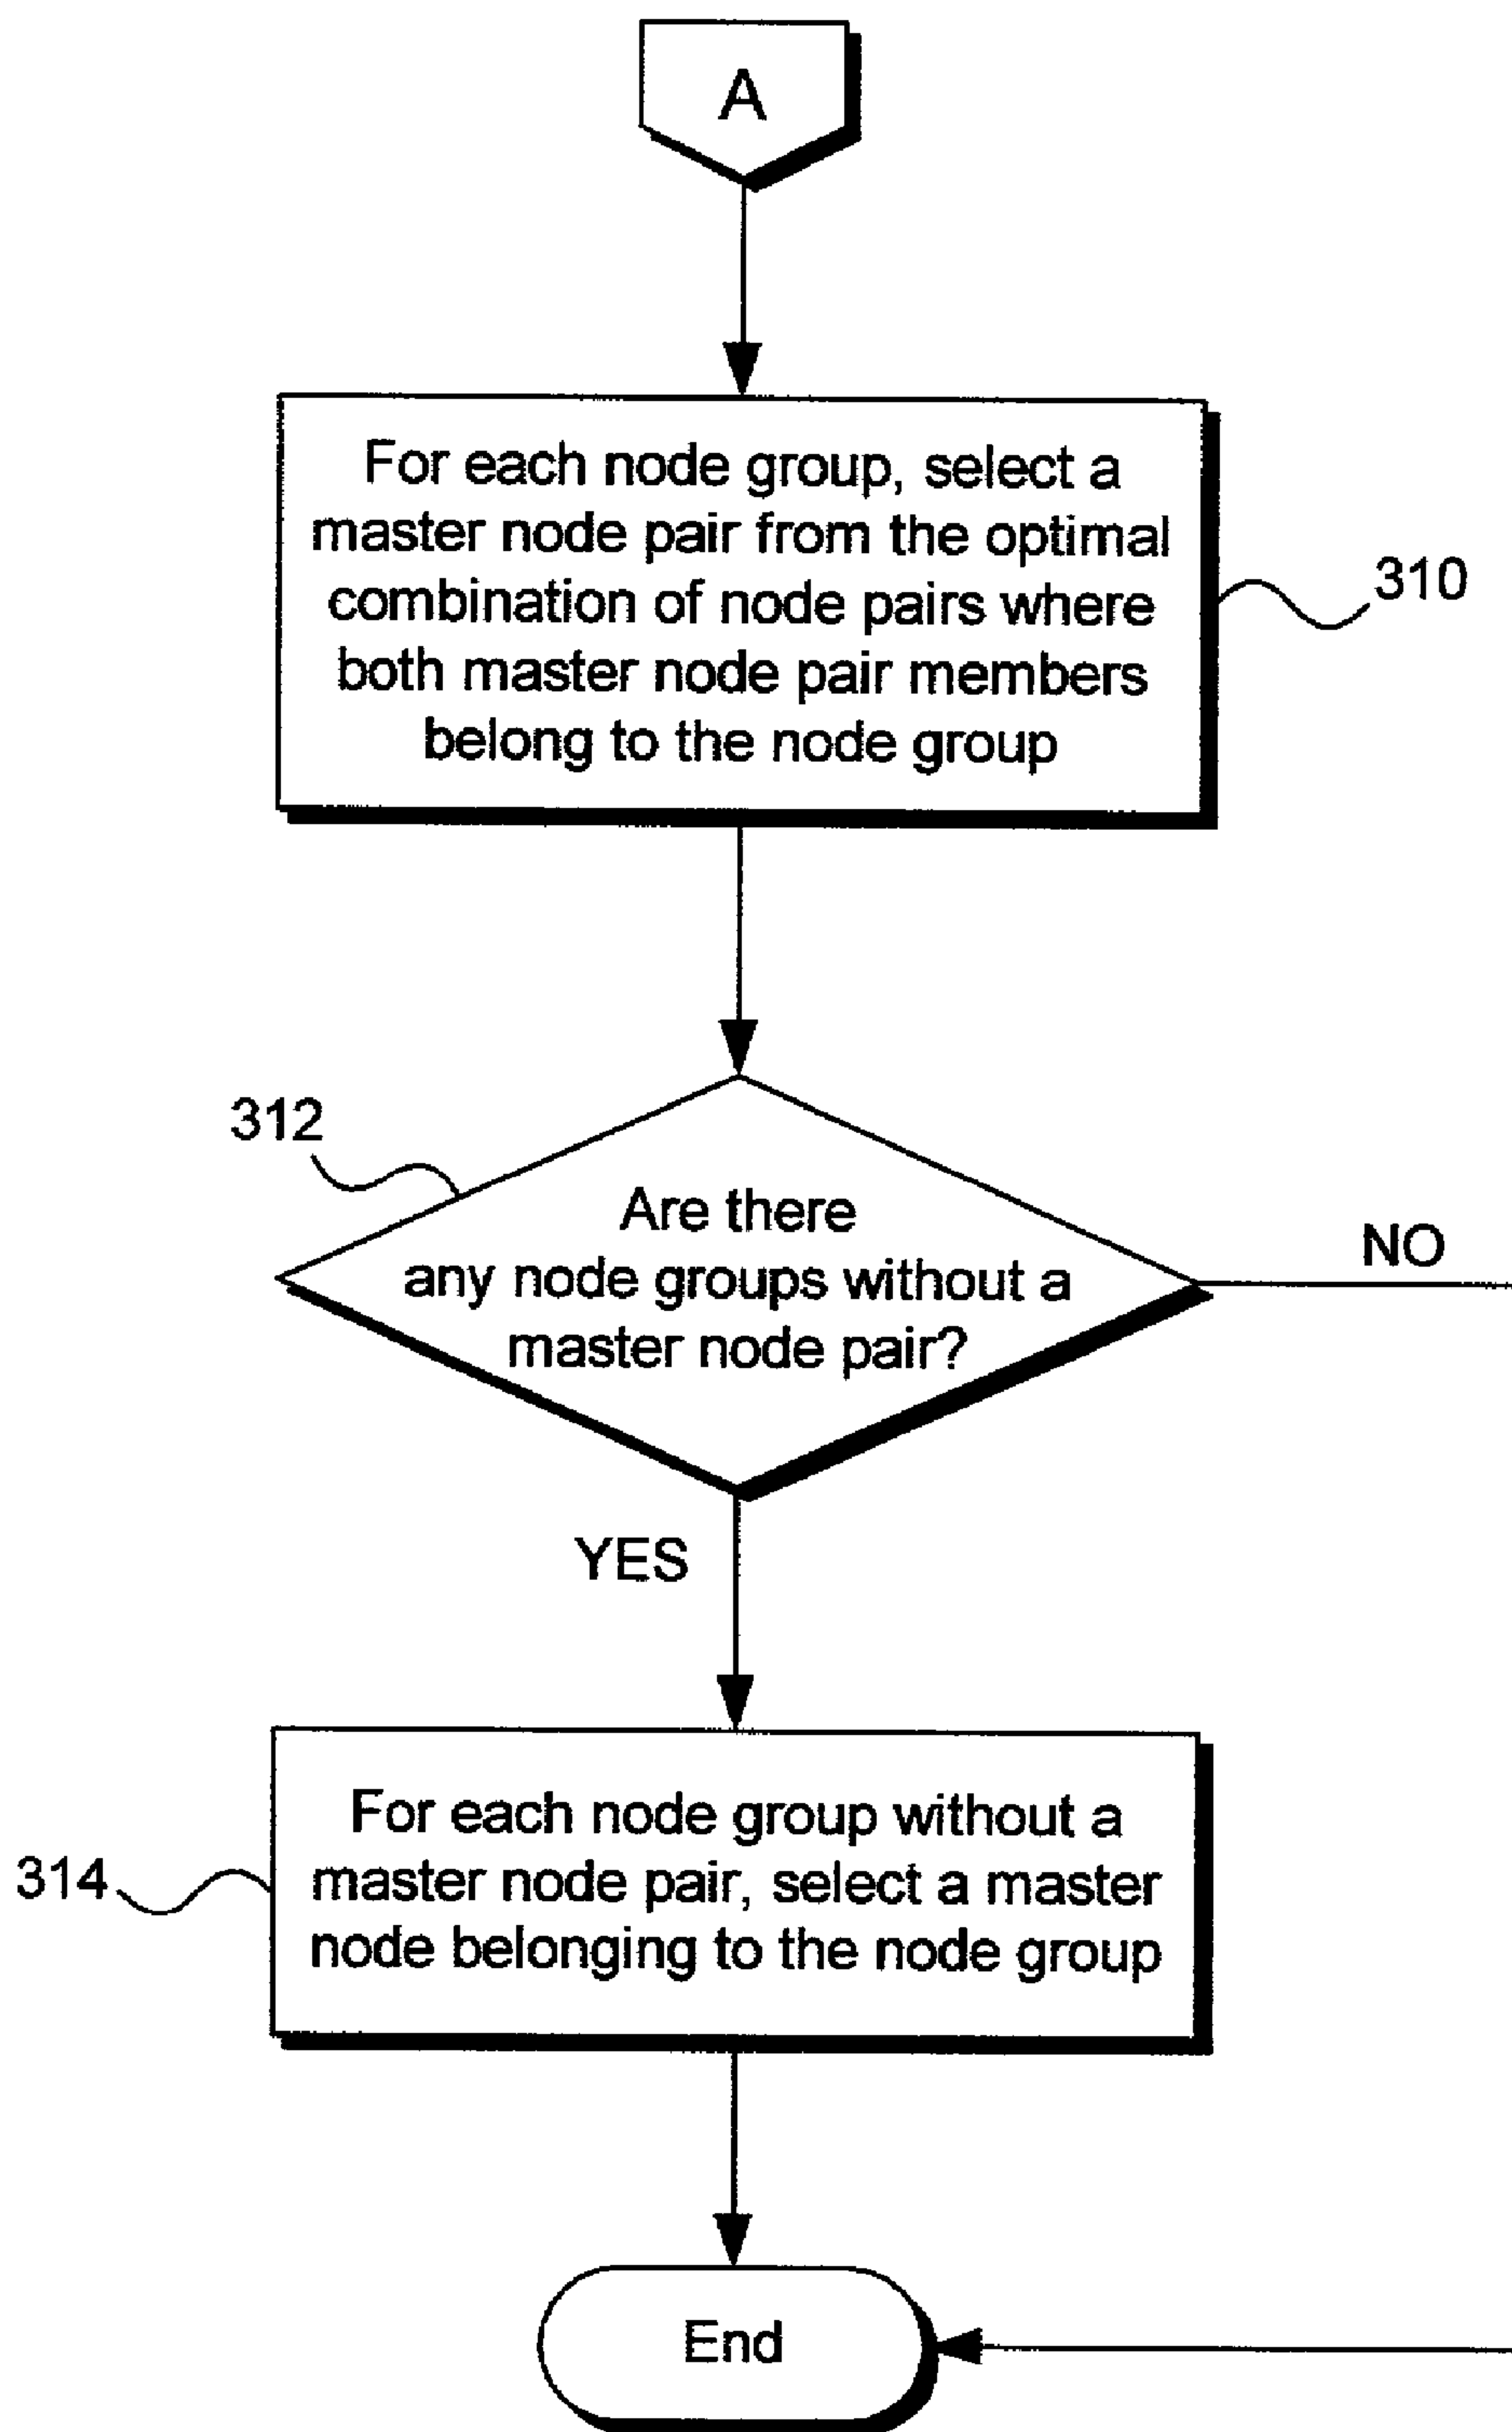 A
For each node group, select a
master node pair from the optimal
combination of node pairs where
both master node pair members
belong to the node group
310
312
Are there
any node groups without a
master node pair?
NO
YES
For each node group without a
master node pair, select a master
node belonging to the node group
314
End